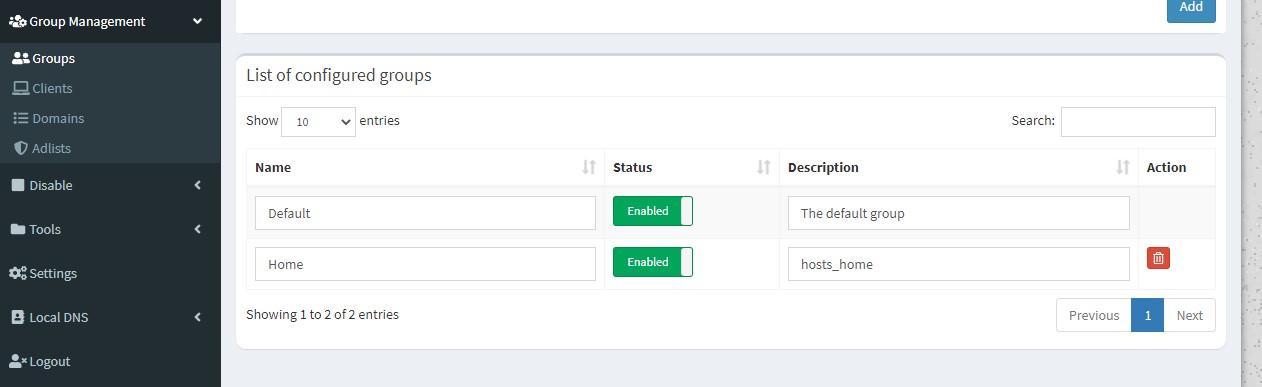 Group Management
Groups
Clients
Domains
Adlists
Disable
Tools
Settings
Local DNS
Logout
Add
List of configured groups
Show 10 entries
Search:
Name Status Description Action
Default Enabled The default group
Home Enabled hosts_home
Showing 1 to 2 of 2 entries
Previous 1 Next